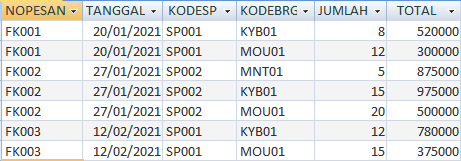 NOPESAN TANGGAL KODESP KODEBRG JUMLAH TOTAL
FK001 20/01/2021 SP001 KYB01 8 520000
FK001 20/01/2021 SP001 MOU01 12 300000
FK002 27/01/2021 SP002 MNT01 5 875000
FK002 27/01/2021 SP002 KYB01 15 975000
FK002 27/01/2021 SP002 MOU01 20 500000
FK003 12/02/2021 SP001 KYB01 12 780000
FK003 12/02/2021 SP001 MOU01 15 375000